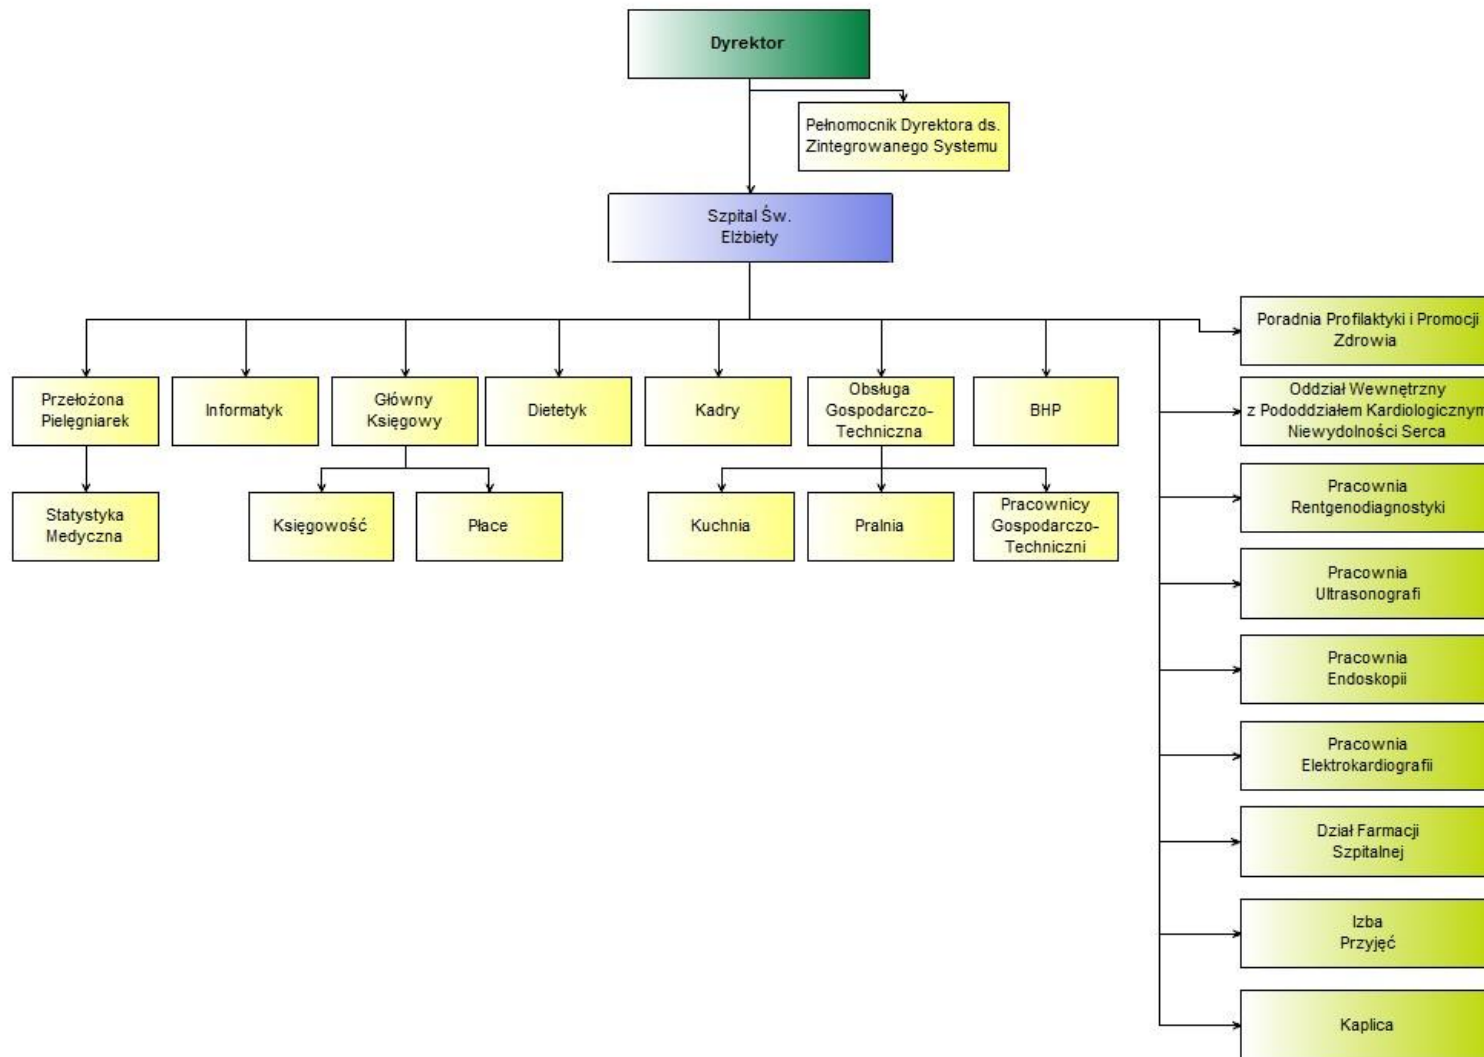 Dyrektor
Pełnomocnik Dyrektora ds.
Zintegrowanego Systemu
Szpital Św.
Elżbiety
Poradnia Profilaktyki i Promocji
Zdrowia
Przełożona
Pielęgniarek
Informatyk
Główny
Księgowy
Dietetyk
Kadry
Obsługa
Gospodarczo-
Techniczna
BHP
Oddział Wewnętrzny
z Pododdziałem Kardiologicznym
Niewydolności Serca
Statystyka
Medyczna
Księgowość
Płace
Kuchnia
Pralnia
Pracownicy
Gospodarczo-
Techniczni
Pracownia
Rentgenodiagnostyki
Pracownia
Ultrasonografi
Pracownia
Endoskopii
Pracownia
Elektrokardiografii
Dział Farmacji
Szpitalnej
Izba
Przyjęć
Kaplica